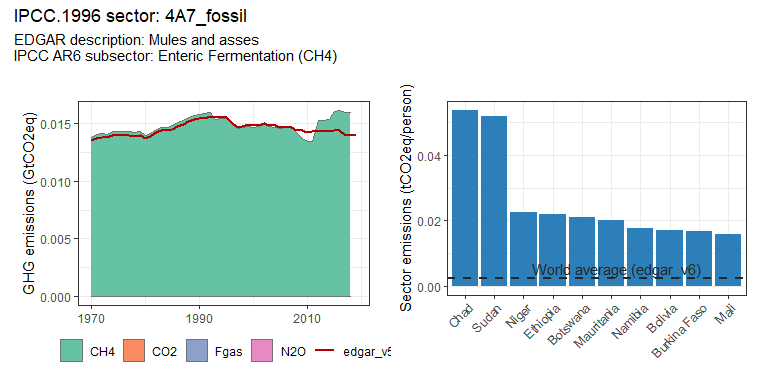 IPCC.1996 sector: 4A7_fossil
EDGAR description: Mules and asses
IPCC AR6 subsector: Enteric Fermentation (CH4)
GHG emissions (GtCO2eq)
0.015
0.010
0.005
0.000
1970
1990
2010
CH4
CO2
Fgas
N2O
edgar_v
Sector emissions (tCO2eq/person)
0.04
0.02
0.00
World average (edgar_v6)
Chad
Sudan
Niger
Ethiopia
Botswana
Mauritania
Namibia
Bolivia
Burkina Faso
Mali